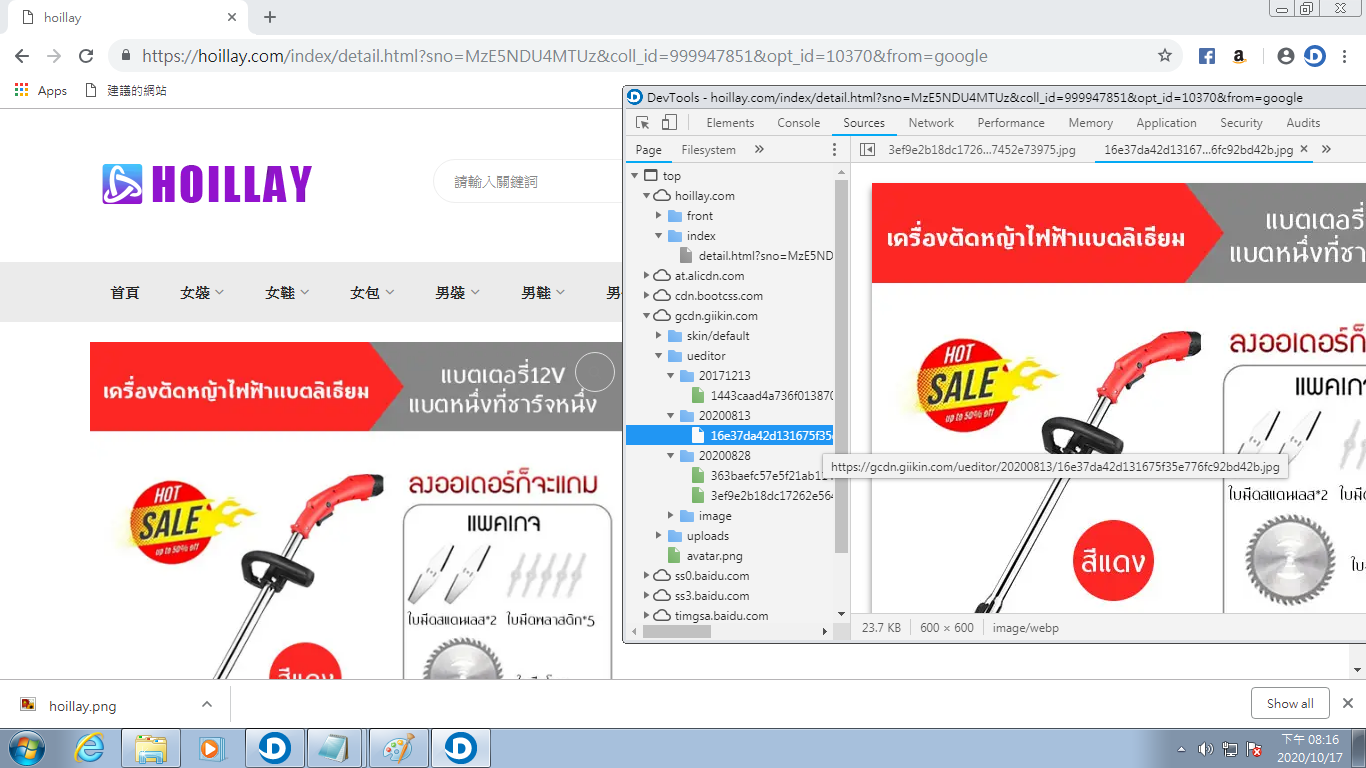 hoillay
https://hoillay.com/index/detail.html?sno=MzE5NDU4MTUz&coll_id=999947851&opt_id=10370&from=google
Apps
建議的網站
HOILLAY
請輸入關鍵詞
首頁
女裝
女鞋
女包
男裝
男鞋
เครื่องตัดหญ้าไฟฟ้าแบตลิเธียม
แบตเตอรี่12V
แบตหนึ่งที่ชาร์จหนึ่ง
HOT
SALE
up to 50% off
ลงออเดอร์ก็จะแถม
แพคเกจ
ใบมีดสแตนเลส*2
ใบมีดพลาสติก*5
สีแดง
DevTools - hoillay.com/index/detail.html?sno=MzE5NDU4MTUz&coll_id=999947851&opt_id=10370&from=google
Elements
Console
Sources
Network
Performance
Memory
Application
Security
Audits
Page
Filesystem
3ef9e2b18dc1726...7452e73975.jpg
16e37da42d13167...6fc92bd42b.jpg
top
hoillay.com
front
index
detail.html?sno=MzE5ND
at.alicdn.com
cdn.bootcss.com
gcdn.giikin.com
skin/default
ueditor
20171213
1443caad4a736f013870
20200813
16e37da42d131675f35e
20200828
363baefc57e5f21ab
3ef9e2b18dc17262e564
image
uploads
avatar.png
ss0.baidu.com
ss3.baidu.com
timgsa.baidu.com
เครื่องตัดหญ้าไฟฟ้าแบตลิเธียม
แบตเตอรี่
แบตหนึ่งที่ชา
HOT
SALE
up to 50% off
ลงออเดอร์ก็
แพคเก
https://gcdn.giikin.com/ueditor/20200813/16e37da42d131675f35e776fc92bd42b.jpg
ใบมีดสแตนเลส*2
ใบมี
สีแดง
23.7 KB
600 × 600
image/webp
hoillay.png
Show all
下午 08:16
2020/10/17